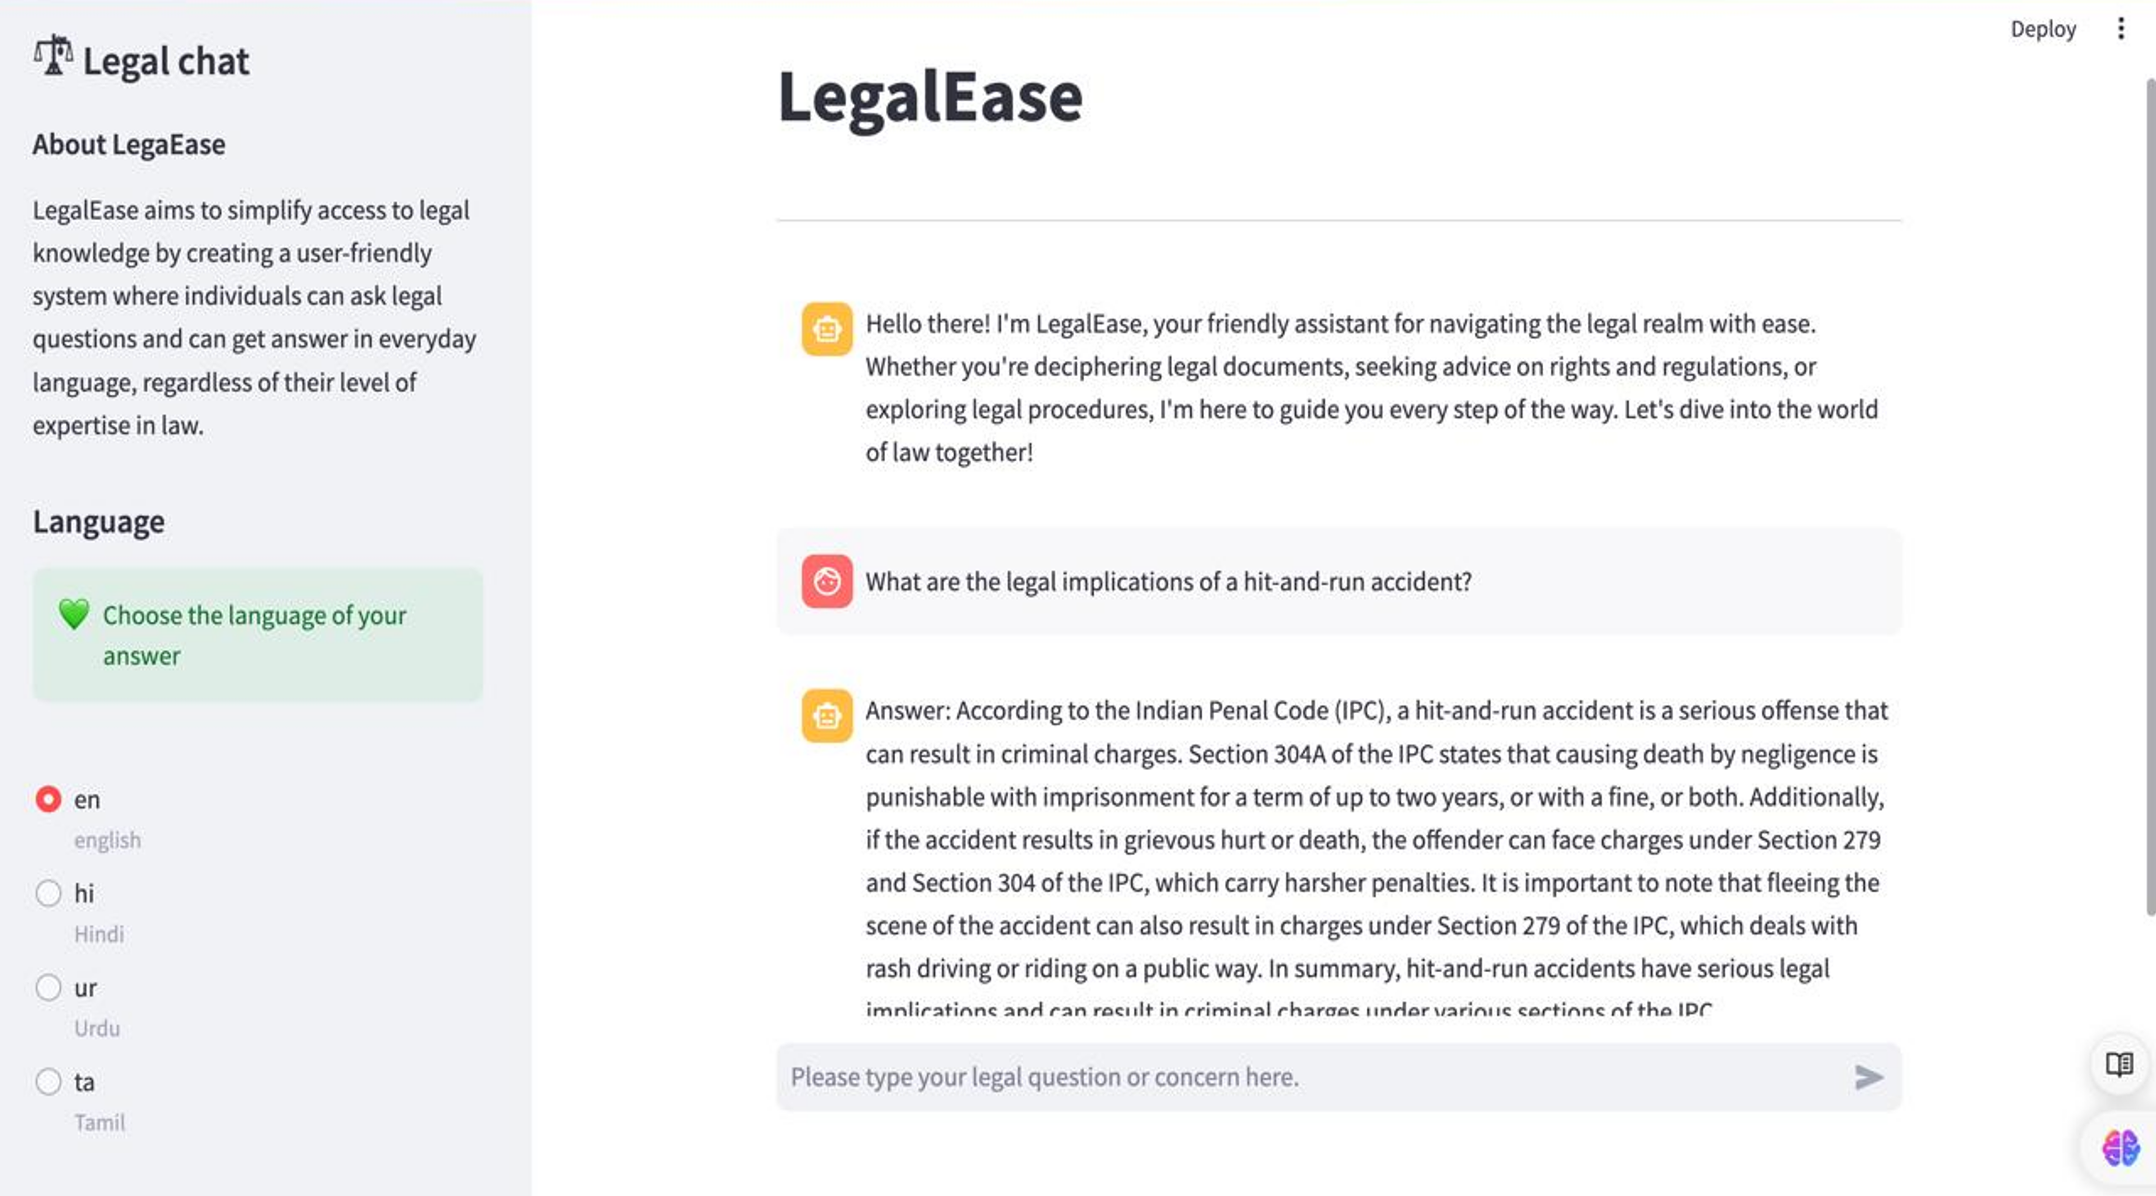 Legal chat
About LegaEase
LegalEase aims to simplify access to legal
knowledge by creating a user-friendly
system where individuals can ask legal
questions and can get answer in everyday
language, regardless of their level of
expertise in law.
Language
Choose the language of your
answer
en
english
hi
Hindi
ur
Urdu
ta
Tamil
Deploy
LegalEase
Hello there! I'm LegalEase, your friendly assistant for navigating the legal realm with ease.
Whether you're deciphering legal documents, seeking advice on rights and regulations, or
exploring legal procedures, I'm here to guide you every step of the way. Let's dive into the world
of law together!
What are the legal implications of a hit-and-run accident?
Answer: According to the Indian Penal Code (IPC), a hit-and-run accident is a serious offense that
can result in criminal charges. Section 304A of the IPC states that causing death by negligence is
punishable with imprisonment for a term of up to two years, or with a fine, or both. Additionally,
if the accident results in grievous hurt or death, the offender can face charges under Section 279
and Section 304 of the IPC, which carry harsher penalties. It is important to note that fleeing the
scene of the accident can also result in charges under Section 279 of the IPC, which deals with
rash driving or riding on a public way. In summary, hit-and-run accidents have serious legal
implications and can result in criminal charges under various sections of the IPC
Please type your legal question or concern here.